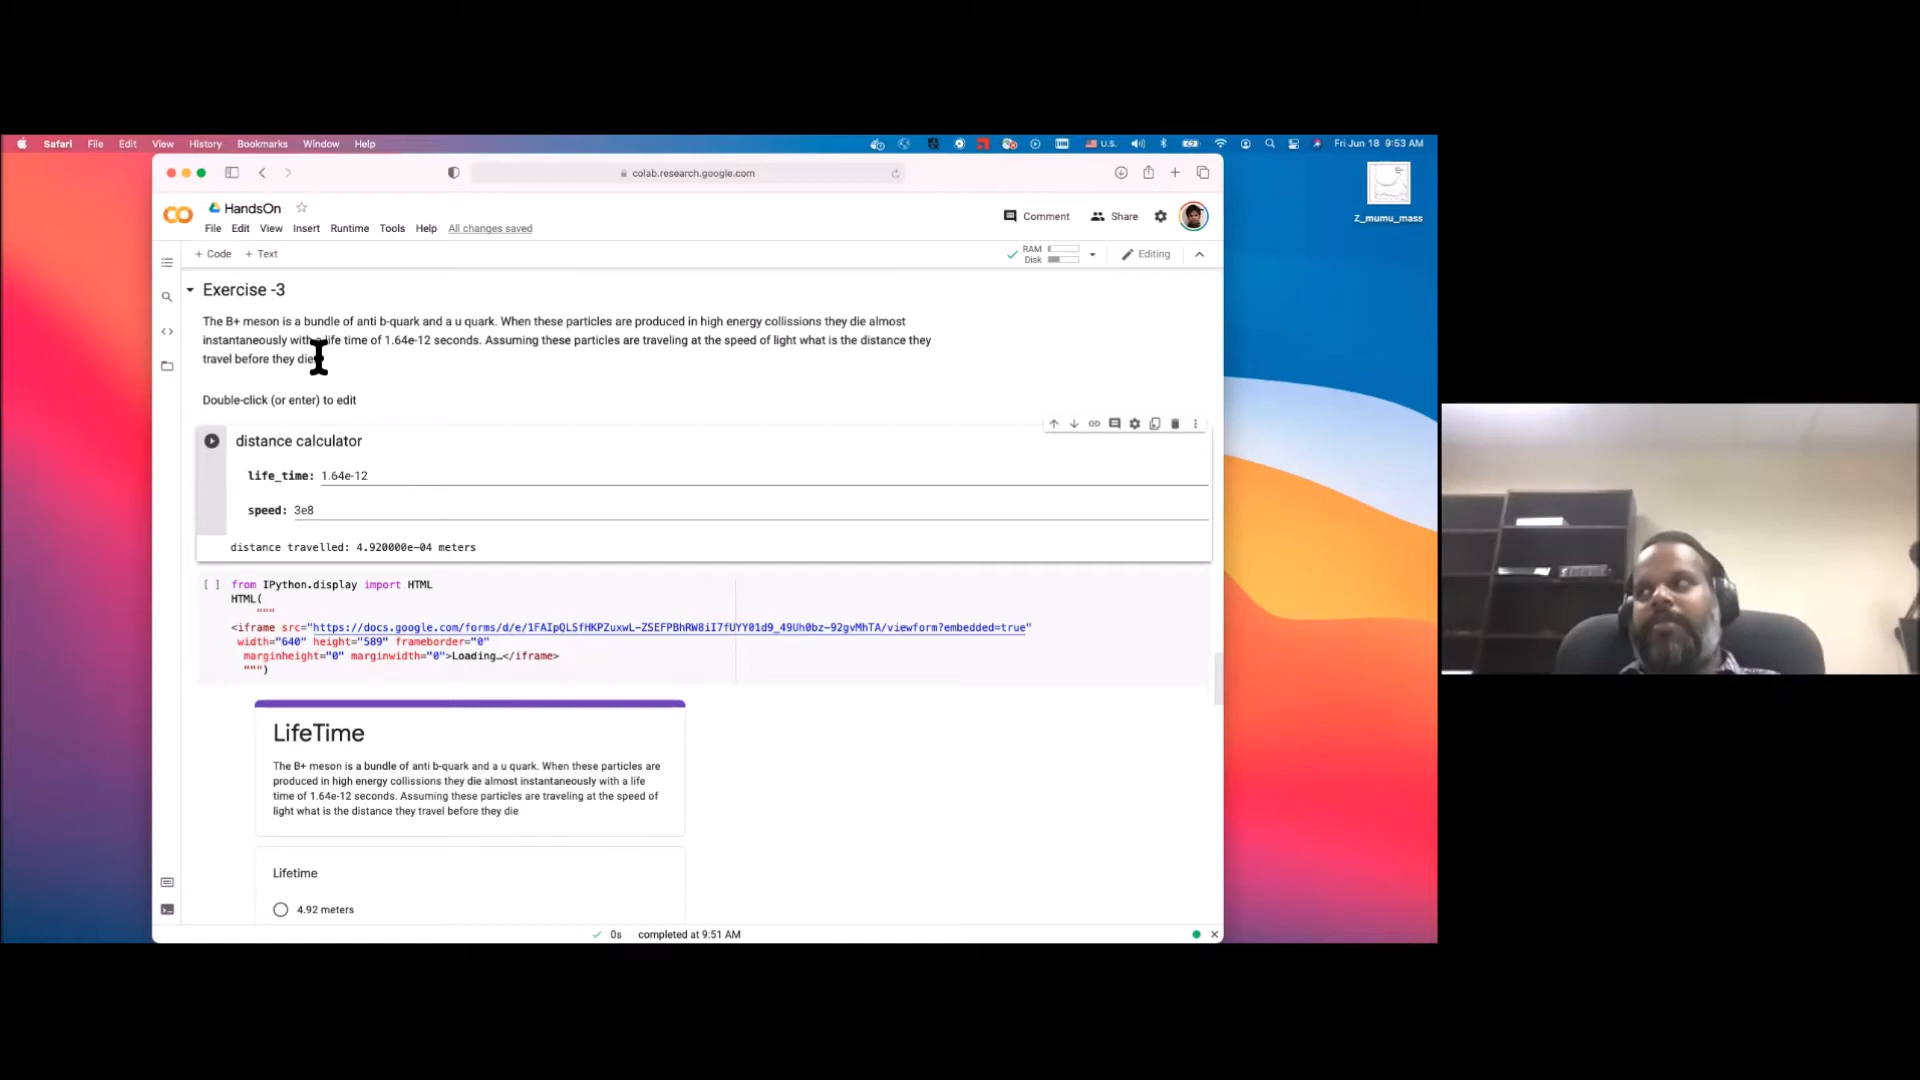 Safari File Edit View History Bookmarks Window Help U.S. Fri Jun 18 9:53 AM
colab.research.google.com
Z_mumu_mass
CO HandsOn
Comment Share
File Edit View Insert Runtime Tools Help All changes saved
+ Code + Text RAM Disk Editing
Exercise -3
The B+ meson is a bundle of anti b-quark and a u quark. When these particles are produced in high energy collissions they die almost
instantaneously with a life time of 1.64e-12 seconds. Assuming these particles are traveling at the speed of light what is the distance they
travel before they die
Double-click (or enter) to edit
distance calculator
life_time: 1.64e-12
speed: 3e8
distance travelled: 4.920000e-04 meters
[ ] from IPython.display import HTML
HTML(
"""
<iframe src="https://docs.google.com/forms/d/e/1FAIpQLSfHKPZuxwL-ZSEFPBhRW8iI7fUYY01d9_49Uh0bz-92gvMhTA/viewform?embedded=true"
width="640" height="589" frameborder="0"
marginheight="0" marginwidth="0">Loading…</iframe>
""")
LifeTime
The B+ meson is a bundle of anti b-quark and a u quark. When these particles are
produced in high energy collissions they die almost instantaneously with a life
time of 1.64e-12 seconds. Assuming these particles are traveling at the speed of
light what is the distance they travel before they die
Lifetime
4.92 meters
0s completed at 9:51 AM